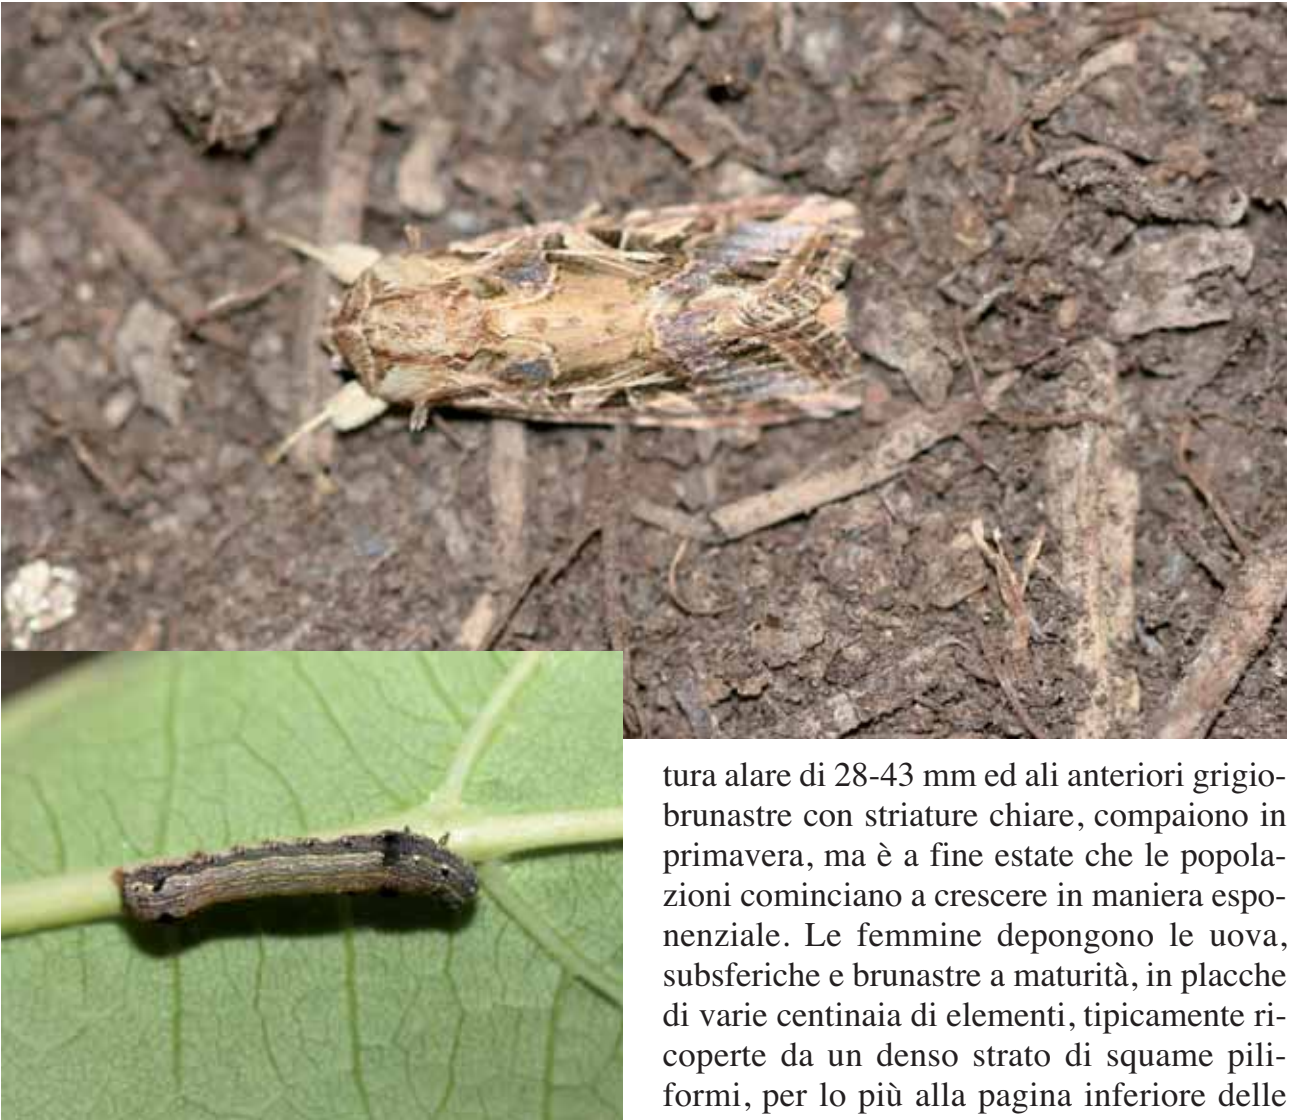 tura alare di 28-43 mm ed ali anteriori grigio-
brunastre con striature chiare, compaiono in
primavera, ma è a fine estate che le popola-
zioni cominciano a crescere in maniera espo-
nenziale. Le femmine depongono le uova,
subsferiche e brunastre a maturità, in placche
di varie centinaia di elementi, tipicamente ri-
coperte da un denso strato di squame pili-
formi, per lo più alla pagina inferiore delle